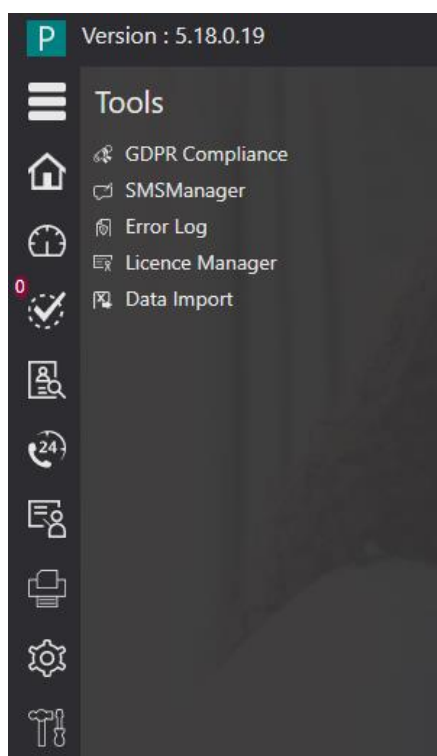 P Version : 5.18.0.19
Tools
GDPR Compliance
SMSManager
Error Log
Licence Manager
Data Import
0
24